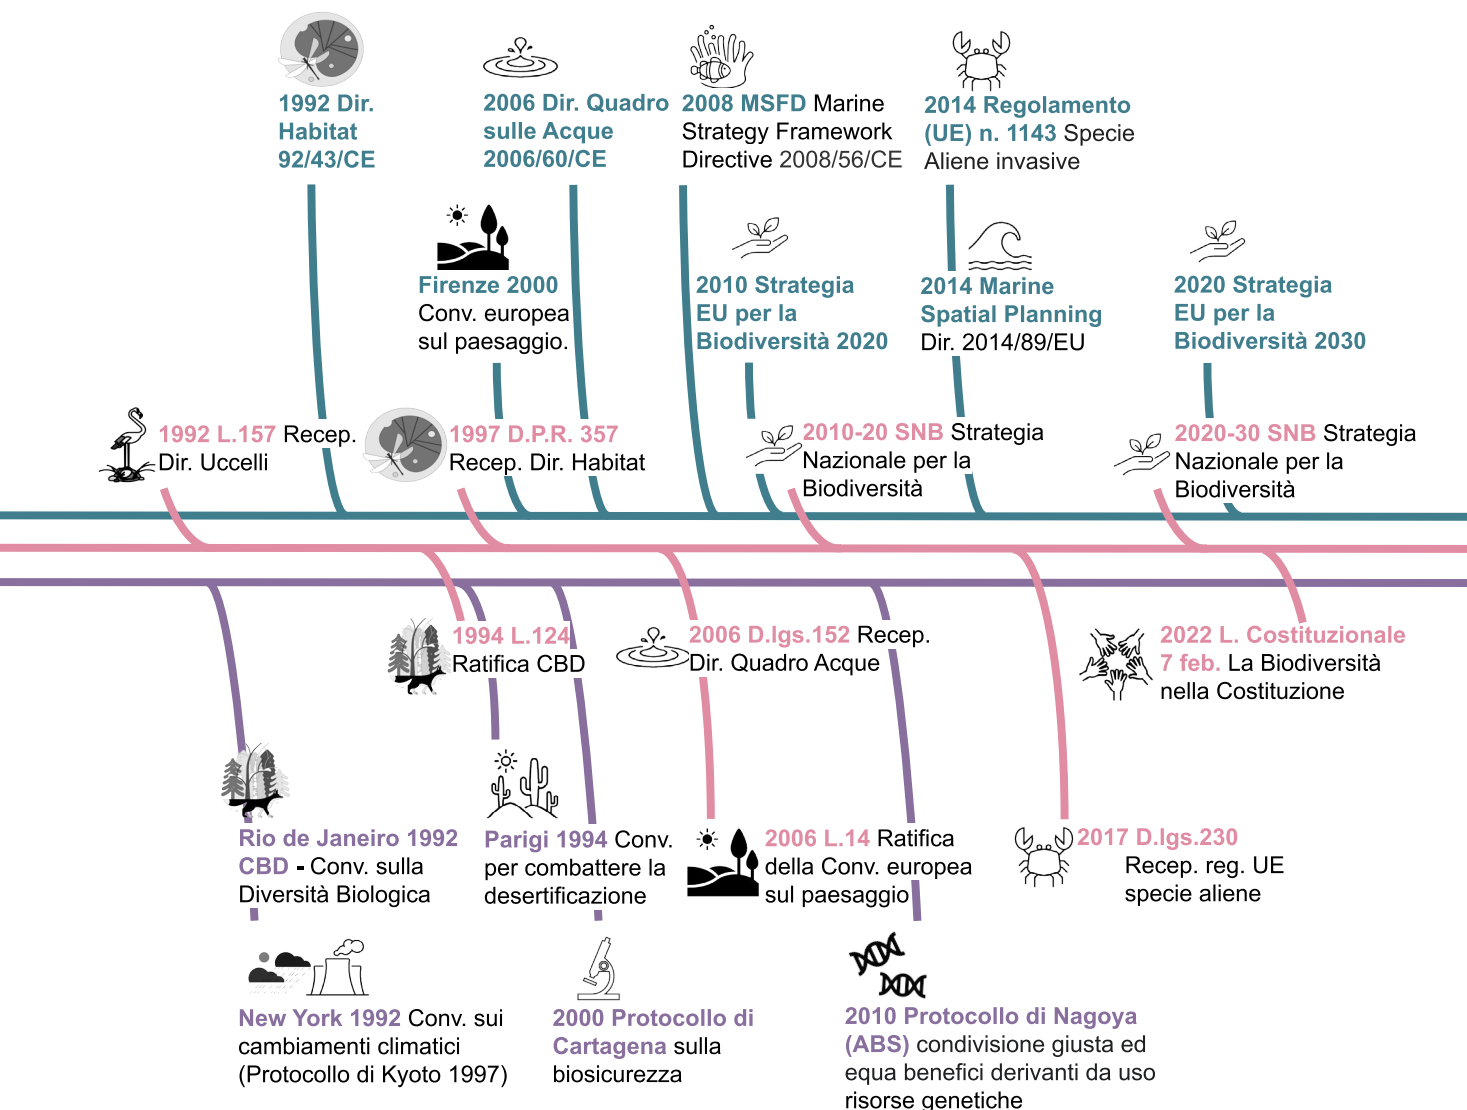 1992 Dir.
Habitat
92/43/CE
2006 Dir. Quadro
sulle Acque
2006/60/CE
2008 MSFD Marine
Strategy Framework
Directive 2008/56/CE
2014 Regolamento
(UE) n. 1143 Specie
Aliene invasive
Firenze 2000
Conv. europea
sul paesaggio.
2010 Strategia
EU per la
Biodiversità 2020
2014 Marine
Spatial Planning
Dir. 2014/89/EU
2020 Strategia
EU per la
Biodiversità 2030
1992 L.157 Recep.
Dir. Uccelli
1997 D.P.R. 357
Recep. Dir. Habitat
2010-20 SNB Strategia
Nazionale per la
Biodiversità
2020-30 SNB Strategia
Nazionale per la
Biodiversità
1994 L.124
Ratifica CBD
2006 D.lgs.152 Recep.
Dir. Quadro Acque
2022 L. Costituzionale
7 feb. La Biodiversità
nella Costituzione
Rio de Janeiro 1992
CBD - Conv. sulla
Diversità Biologica
Parigi 1994 Conv.
per combattere la
desertificazione
2006 L.14 Ratifica
della Conv. europea
sul paesaggio
2017 D.lgs.230
Recep. reg. UE
specie aliene
New York 1992 Conv. sui
cambiamenti climatici
(Protocollo di Kyoto 1997)
2000 Protocollo di
Cartagena sulla
biosicurezza
2010 Protocollo di Nagoya
(ABS) condivisione giusta ed
equa benefici derivanti da uso
risorse genetiche